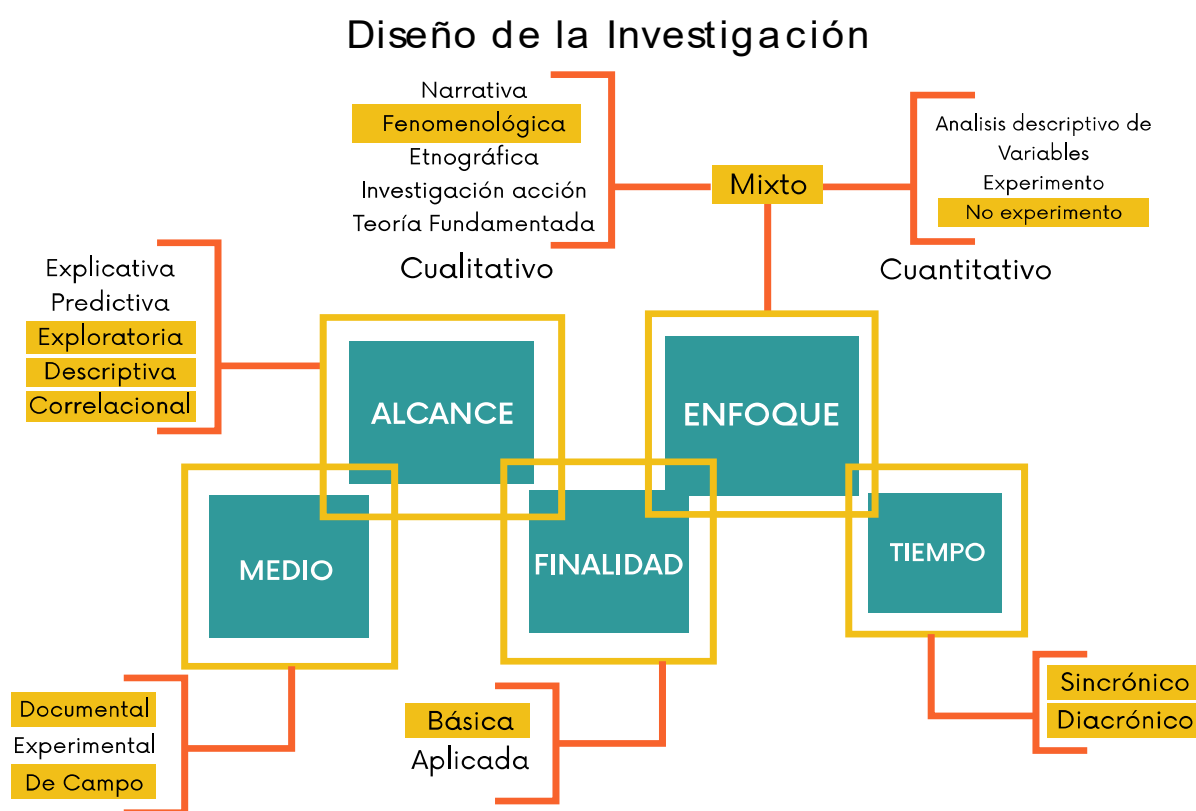 Diseño de la Investigación
Narrativa
Fenomenológica
Etnográfica
Investigación acción
Teoría Fundamentada
Cualitativo
Mixto
Analisis descriptivo de
Variables
Experimento
No experimento
Cuantitativo
Explicativa
Predictiva
Exploratoria
Descriptiva
Correlacional
ALCANCE
ENFOQUE
MEDIO
FINALIDAD
TIEMPO
Documental
Experimental
De Campo
Básica
Aplicada
Sincrónico
Diacrónico